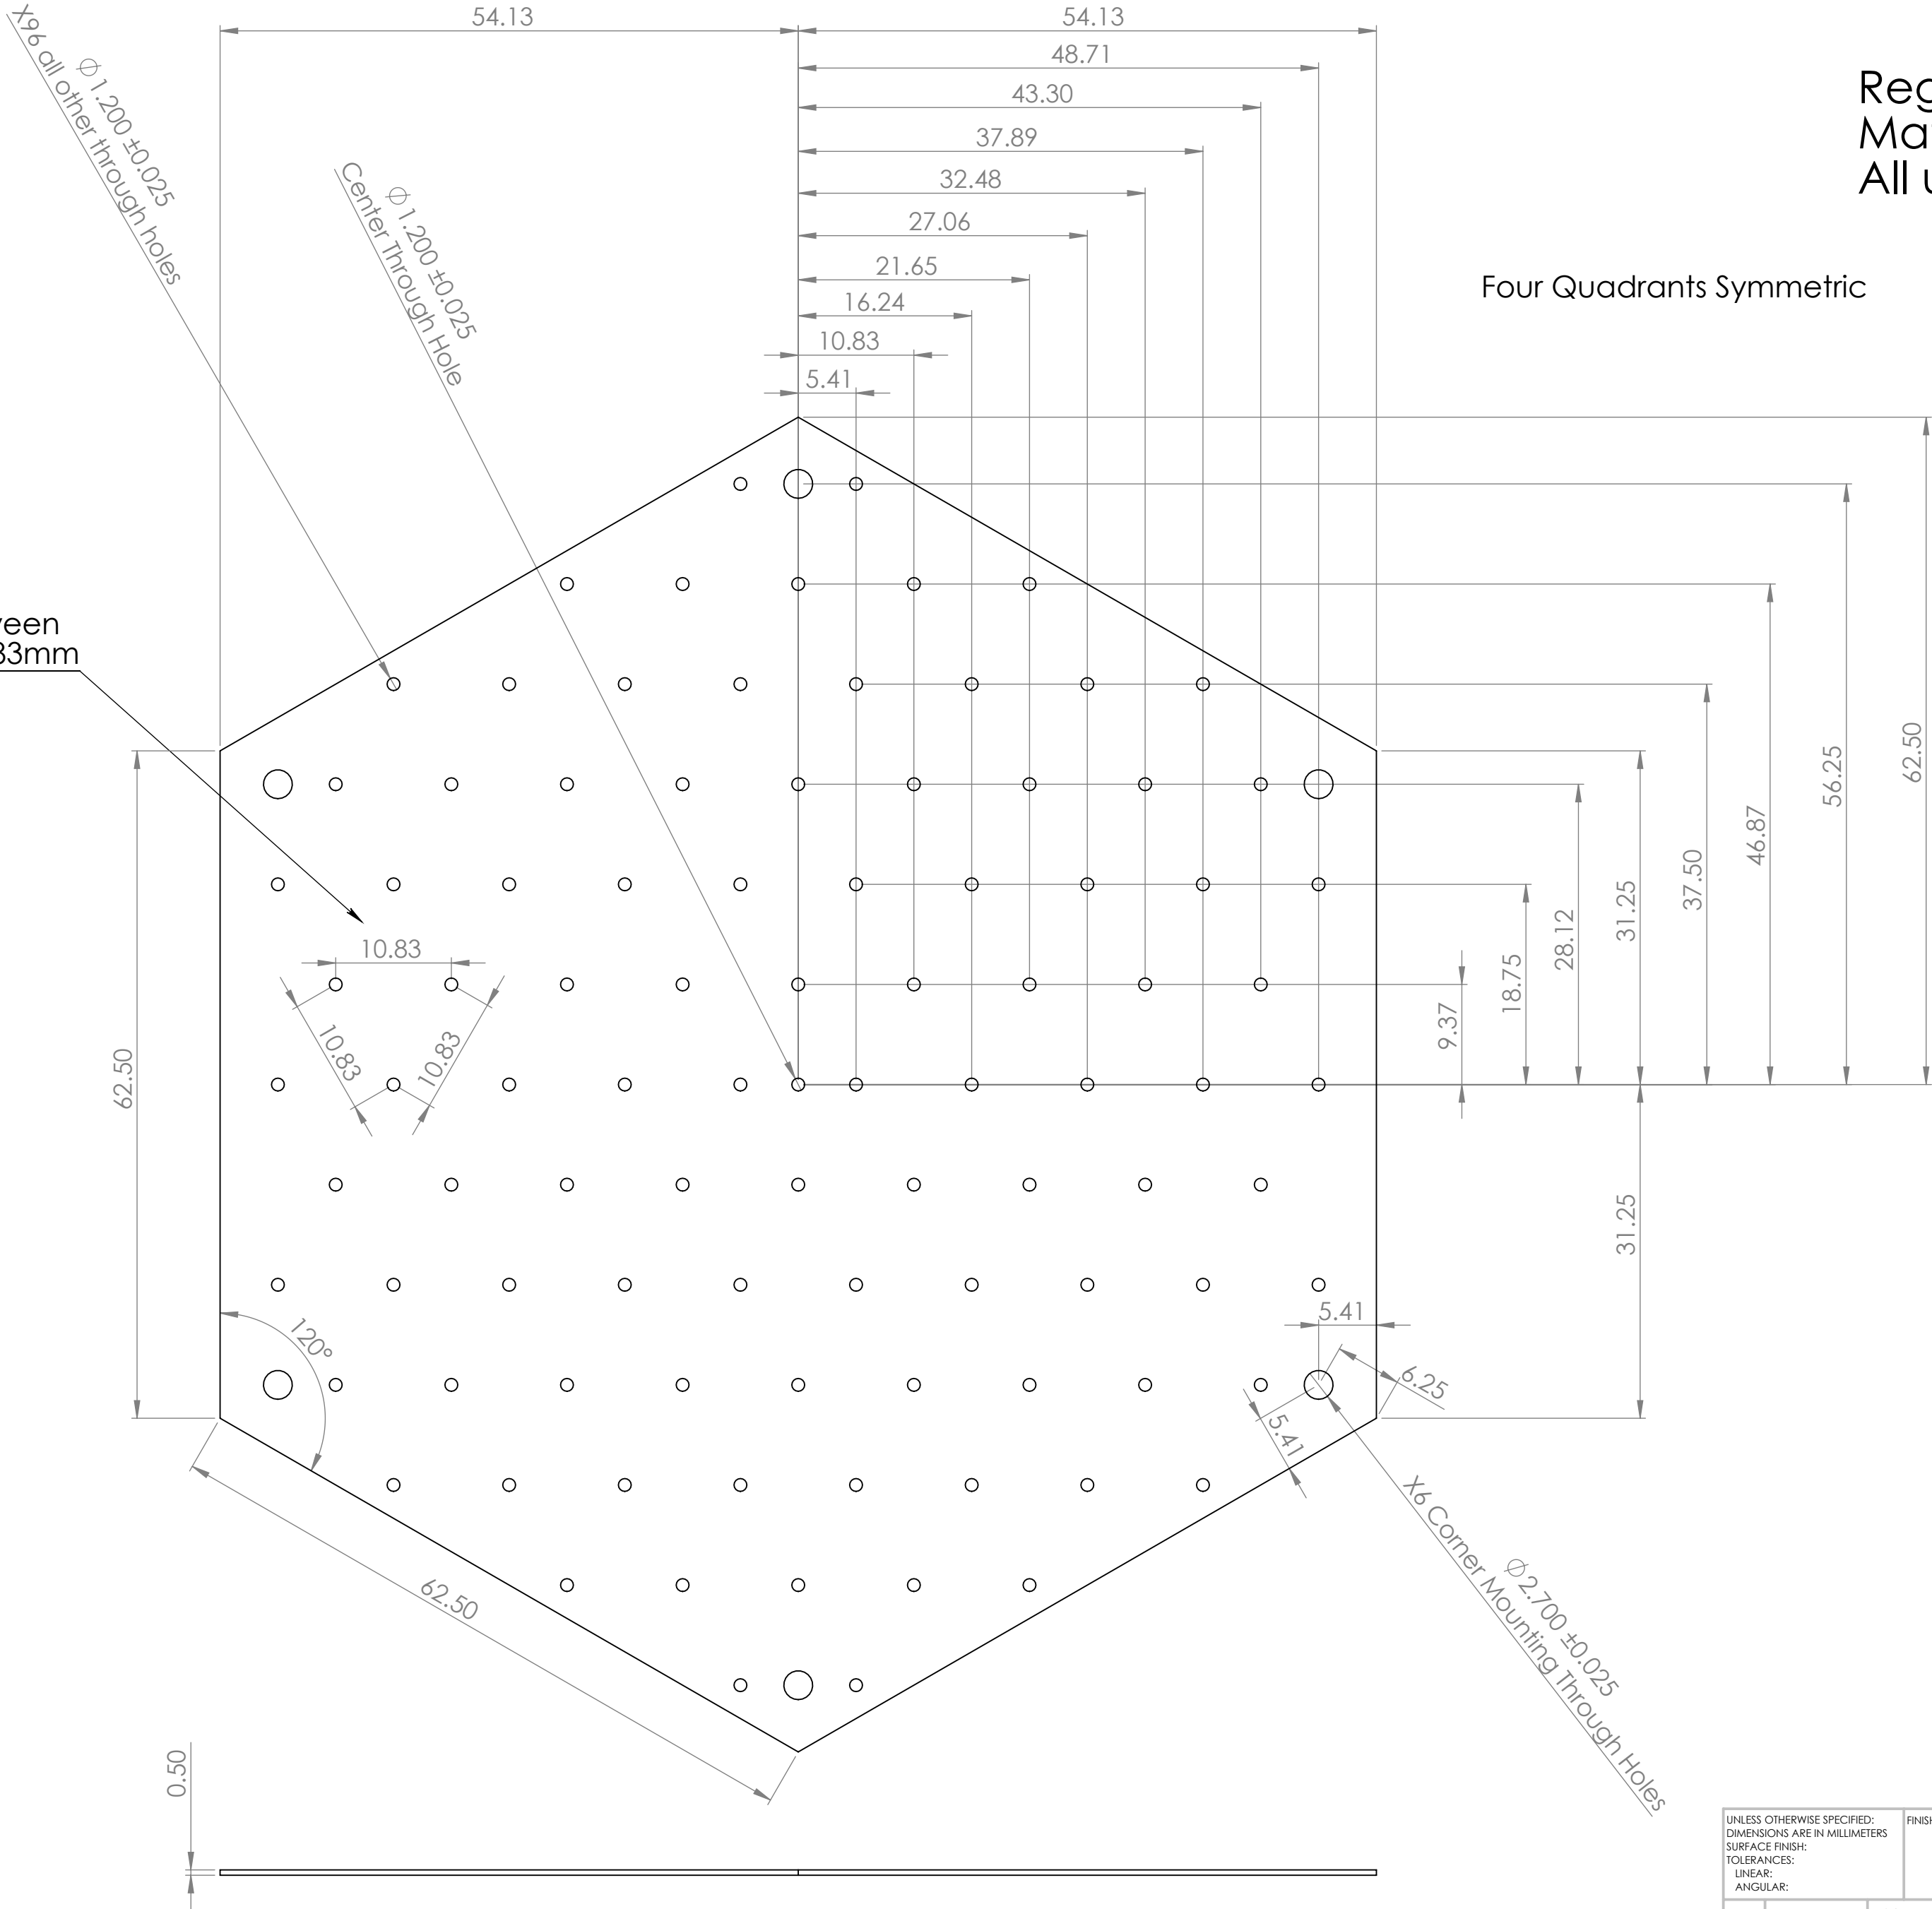 54.13
54.13
48.71
43.30
37.89
32.48
27.06
21.65
16.24
10.83
5.41
∅ 1.200 ±0.025
X96 all other through holes
∅ 1.200 ±0.025
Center Through Hole
All
Four Quadrants Symmetric
33mm
62.50
56.25
46.87
37.50
31.25
28.12
18.75
9.37
10.83
10.83
10.83
62.50
31.25
120°
5.41
6.25
5.41
∅ 2.700 ±0.025
X6 Corner Mounting Through Holes
62.50
0.50
UNLESS OTHERWISE SPECIFIED:
DIMENSIONS ARE IN MILLIMETERS
SURFACE FINISH:
TOLERANCES:
LINEAR:
ANGULAR: